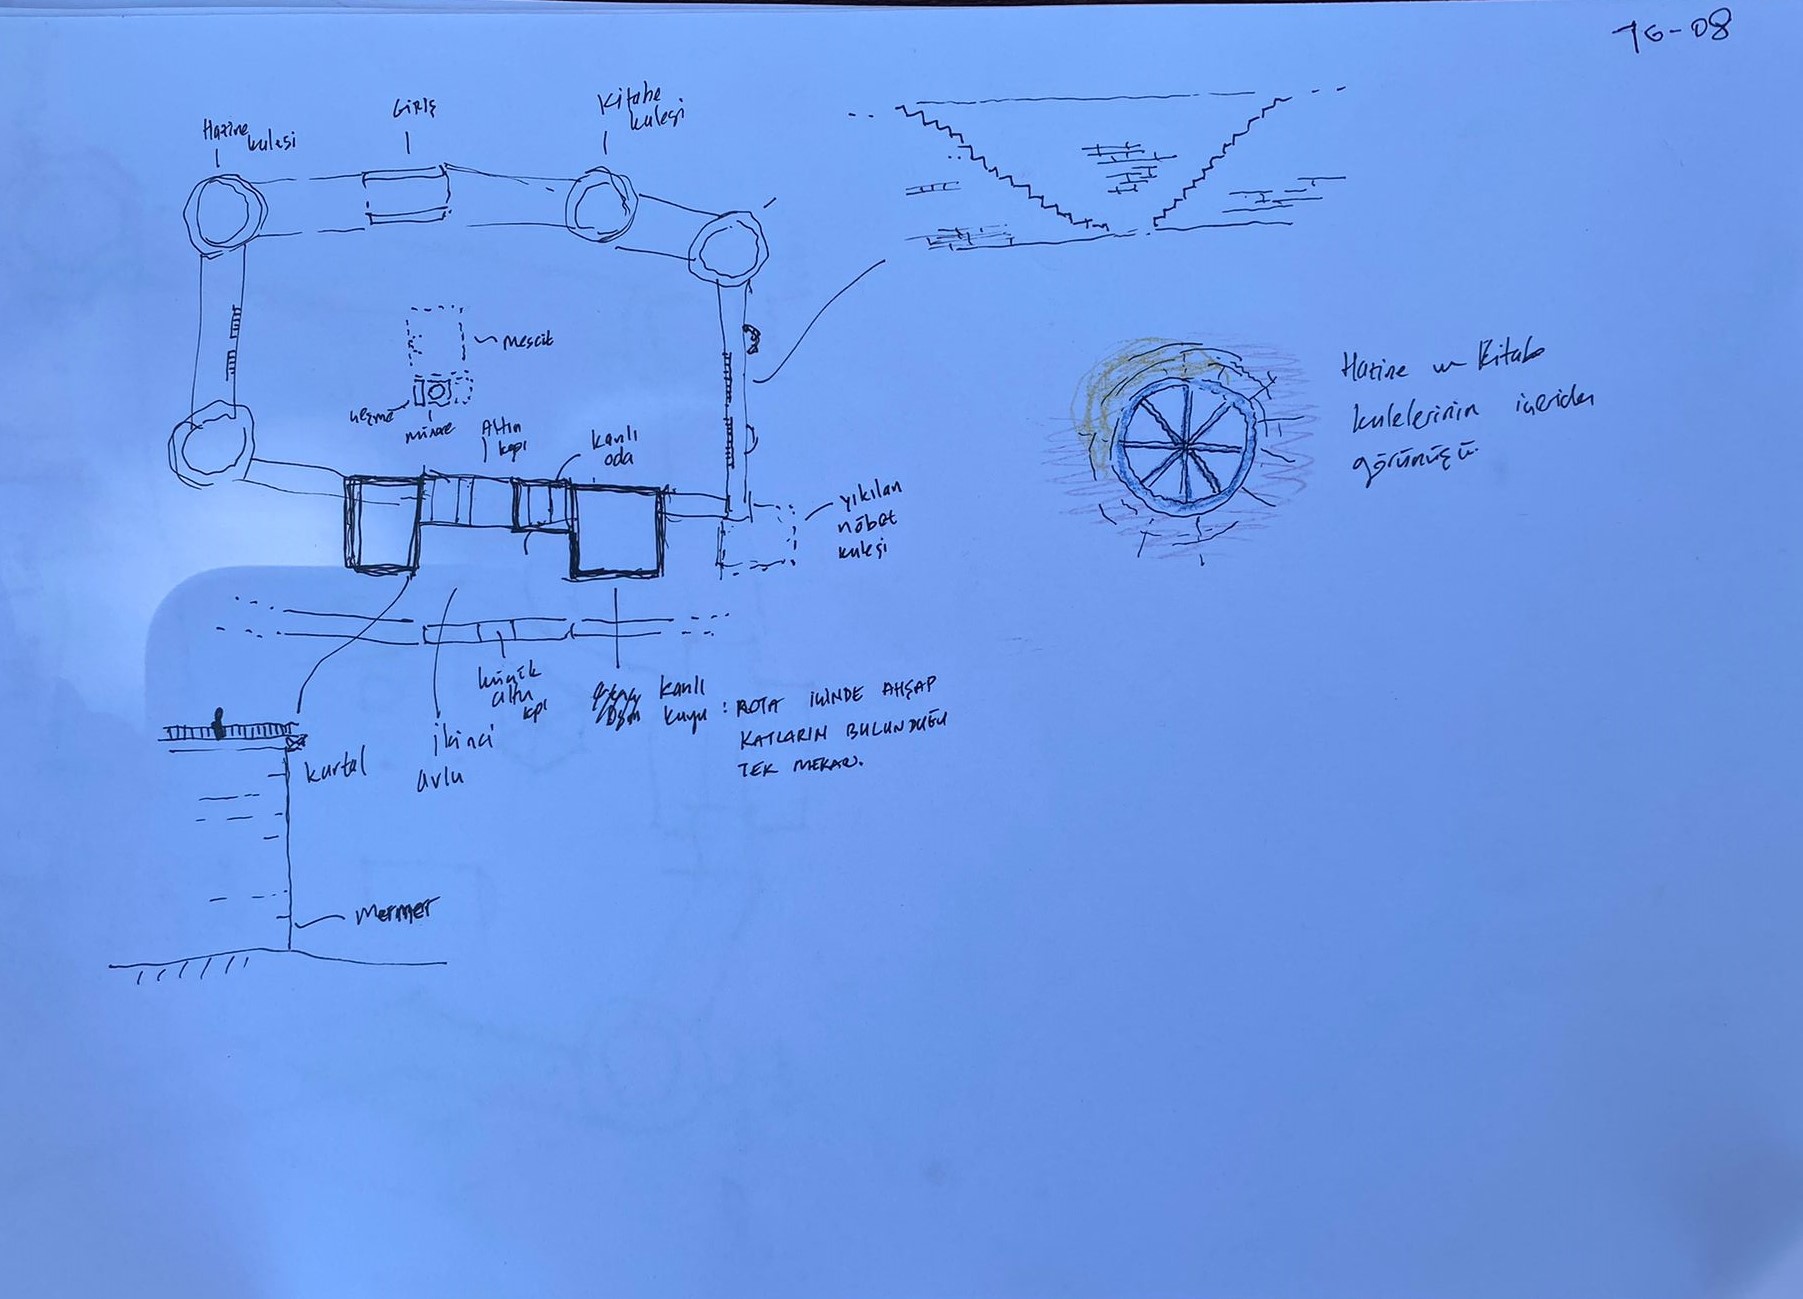 TG-08
Hazine
kulesi
GİRİŞ
Kitabe
kulesi
mescit
çeşme
minare
Altın
kapı
kanlı
oda
yıkılan
nöbet
kulesi
Hazine ve Kitabe
kulelerinin içeriden
görünüşü
küçük
altın
kapı
kanlı
kuyu : ROTA İÇİNDE AHŞAP
KATLARIN BULUNDUĞU
TEK MEKAN.
ikinci
avlu
kartal
mermer